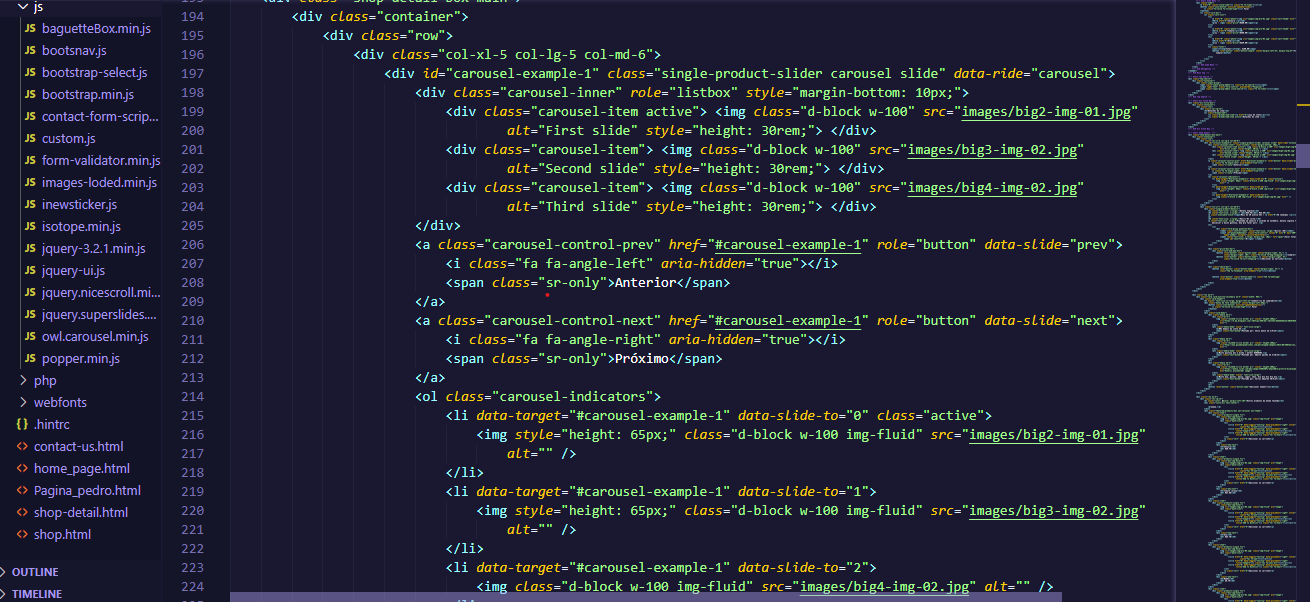 js
JS baguetteBox.min.js
JS bootsnav.js
JS bootstrap-select.js
JS bootstrap.min.js
JS contact-form-scrip...
JS custom.js
JS form-validator.min.js
JS images-loded.min.js
JS inewsticker.js
JS isotope.min.js
JS jquery-3.2.1.min.js
JS jquery-ui.js
JS jquery.nicescroll.mi...
JS jquery.superslides....
JS owl.carousel.min.js
JS popper.min.js
php
webfonts
{} .hintrc
<> contact-us.html
<> home_page.html
<> Pagina_pedro.html
<> shop-detail.html
<> shop.html
OUTLINE
TIMELINE
194 <div class="container">
195 <div class="row">
196 <div class="col-xl-5 col-lg-5 col-md-6">
197 <div id="carousel-example-1" class="single-product-slider carousel slide" data-ride="carousel">
198 <div class="carousel-inner" role="listbox" style="margin-bottom: 10px;">
199 <div class="carousel-item active"> <img class="d-block w-100" src="images/big2-img-01.jpg"
200 alt="First slide" style="height: 30rem;"> </div>
201 <div class="carousel-item"> <img class="d-block w-100" src="images/big3-img-02.jpg"
202 alt="Second slide" style="height: 30rem;"> </div>
203 <div class="carousel-item"> <img class="d-block w-100" src="images/big4-img-02.jpg"
204 alt="Third slide" style="height: 30rem;"> </div>
205 </div>
206 <a class="carousel-control-prev" href="#carousel-example-1" role="button" data-slide="prev">
207 <i class="fa fa-angle-left" aria-hidden="true"></i>
208 <span class="sr-only">Anterior</span>
209 </a>
210 <a class="carousel-control-next" href="#carousel-example-1" role="button" data-slide="next">
211 <i class="fa fa-angle-right" aria-hidden="true"></i>
212 <span class="sr-only">Próximo</span>
213 </a>
214 <ol class="carousel-indicators">
215 <li data-target="#carousel-example-1" data-slide-to="0" class="active">
216 <img style="height: 65px;" class="d-block w-100 img-fluid" src="images/big2-img-01.jpg"
217 alt="" />
218 </li>
219 <li data-target="#carousel-example-1" data-slide-to="1">
220 <img style="height: 65px;" class="d-block w-100 img-fluid" src="images/big3-img-02.jpg"
221 alt="" />
222 </li>
223 <li data-target="#carousel-example-1" data-slide-to="2">
224 <img class="d-block w-100 img-fluid" src="images/big4-img-02.jpg" alt="" />